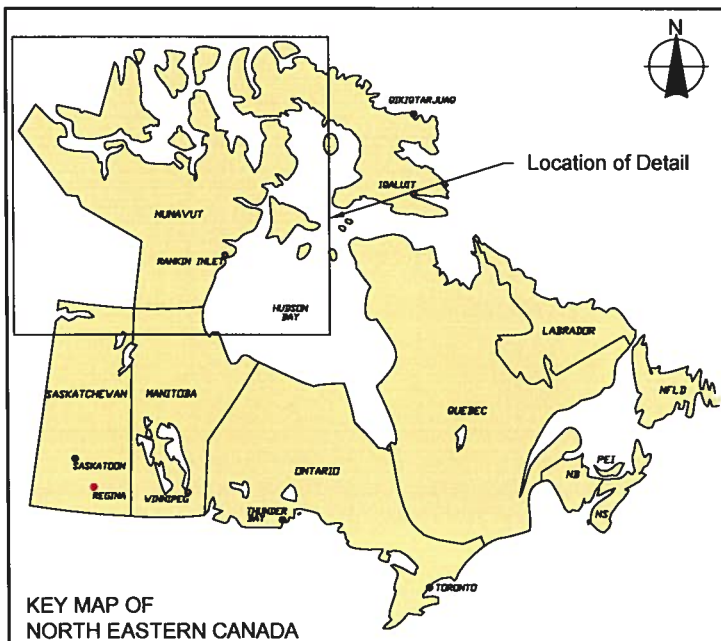 N
QIKIQTARJUAQ
Location of Detail
IQALUIT
NUNAVUT
RANKIN INLET
HUDSON
BAY
LABRADOR
SASKATCHEWAN
MANITOBA
NFLD
QUEBEC
PEI
NB
ONTARIO
SASKATOON
REGINA
WINNIPEG
NS
THUNDER
BAY
TORONTO
KEY MAP OF
NORTH EASTERN CANADA